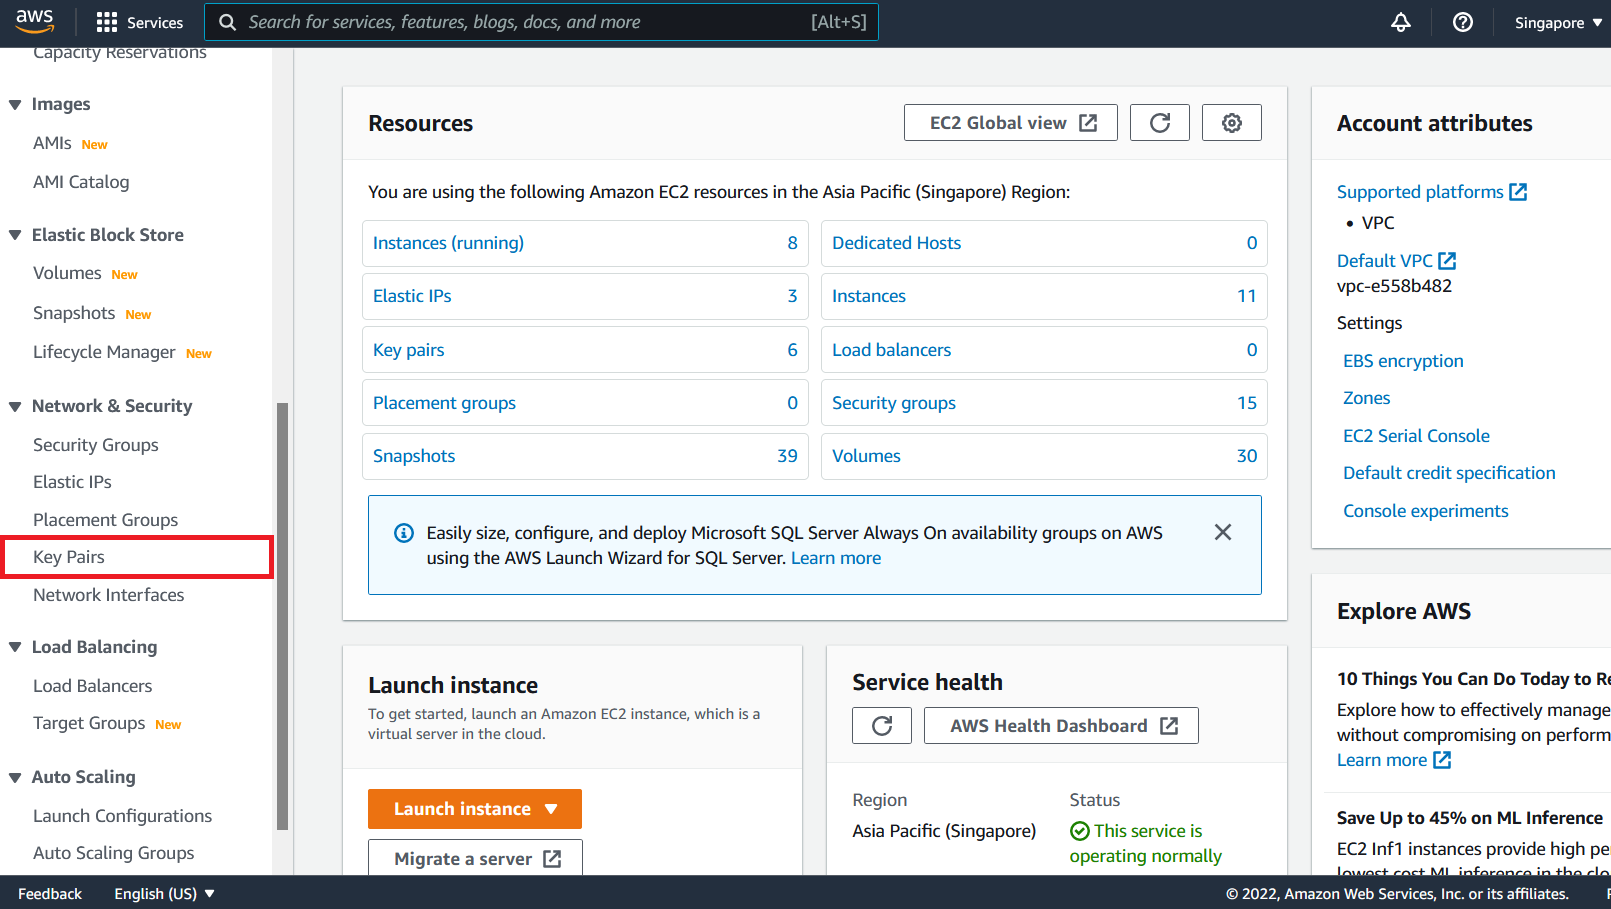 aws
Services
Search for services, features, blogs, docs, and more
[Alt+S]
Singapore
Capacity Reservations
Images
AMIs New
AMI Catalog
Elastic Block Store
Volumes New
Snapshots New
Lifecycle Manager New
Network & Security
Security Groups
Elastic IPs
Placement Groups
Key Pairs
Network Interfaces
Load Balancing
Load Balancers
Target Groups New
Auto Scaling
Launch Configurations
Auto Scaling Groups
Resources
EC2 Global view
You are using the following Amazon EC2 resources in the Asia Pacific (Singapore) Region:
Instances (running) 8
Dedicated Hosts 0
Elastic IPs 3
Instances 11
Key pairs 6
Load balancers 0
Placement groups 0
Security groups 15
Snapshots 39
Volumes 30
Easily size, configure, and deploy Microsoft SQL Server Always On availability groups on AWS
using the AWS Launch Wizard for SQL Server. Learn more
Launch instance
To get started, launch an Amazon EC2 instance, which is a
virtual server in the cloud.
Launch instance
Migrate a server
Service health
AWS Health Dashboard
Region
Asia Pacific (Singapore)
Status
This service is
operating normally
Account attributes
Supported platforms
• VPC
Default VPC
vpc-e558b482
Settings
EBS encryption
Zones
EC2 Serial Console
Default credit specification
Console experiments
Explore AWS
10 Things You Can Do Today to Re
Explore how to effectively manage
without compromising on perform
Learn more
Save Up to 45% on ML Inference
EC2 Inf1 instances provide high pe
lowest cost ML inference in the clo
Feedback
English (US)
© 2022, Amazon Web Services, Inc. or its affiliates.